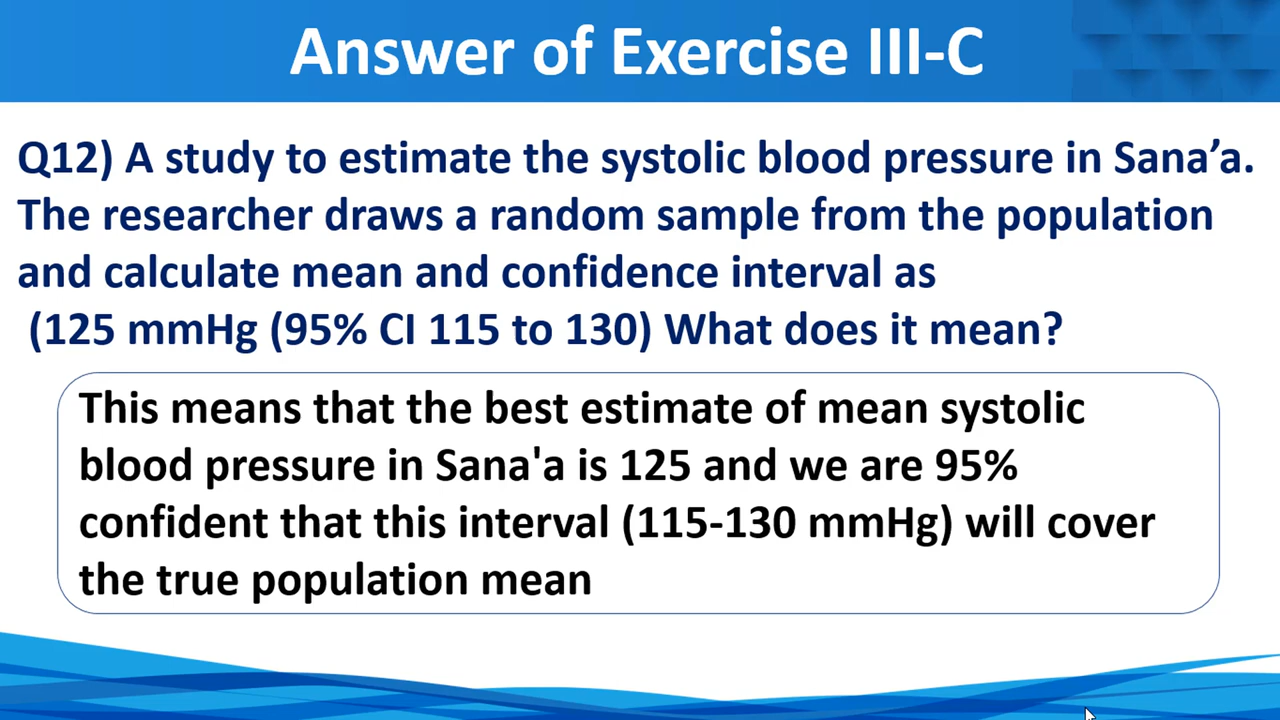 Answer of Exercise III-C
Q12) A study to estimate the systolic blood pressure in Sana’a.
The researcher draws a random sample from the population
and calculate mean and confidence interval as
(125 mmHg (95% CI 115 to 130) What does it mean?
This means that the best estimate of mean systolic
blood pressure in Sana'a is 125 and we are 95%
confident that this interval (115-130 mmHg) will cover
the true population mean